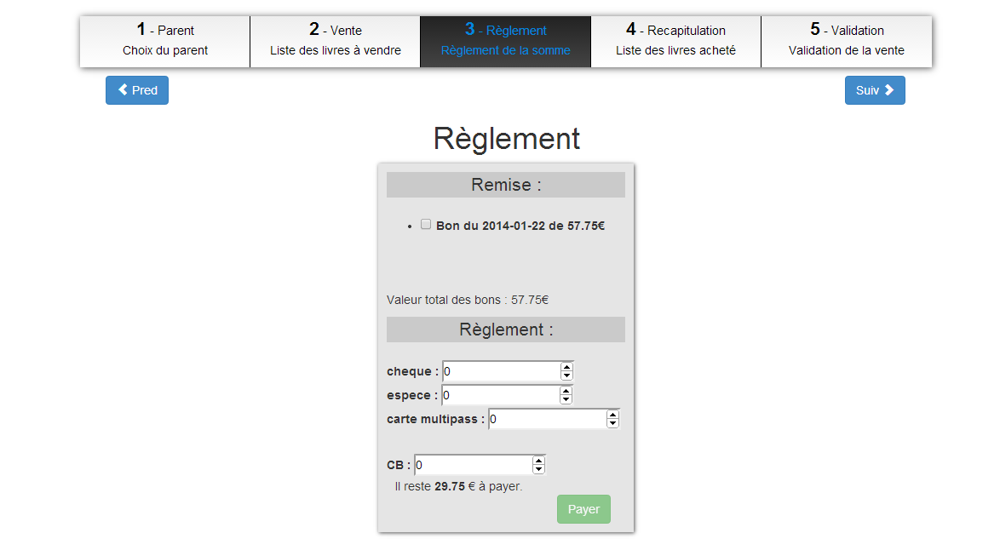 1 - Parent
Choix du parent
2 - Vente
Liste des livres à vendre
3 - Règlement
Règlement de la somme
4 - Recapitulation
Liste des livres acheté
5 - Validation
Validation de la vente
Pred
Suiv
Règlement
Remise :
Bon du 2014-01-22 de 57.75€
Valeur total des bons : 57.75€
Règlement :
cheque : 0
espece : 0
carte multipass : 0
CB : 0
Il reste 29.75 € à payer.
Payer